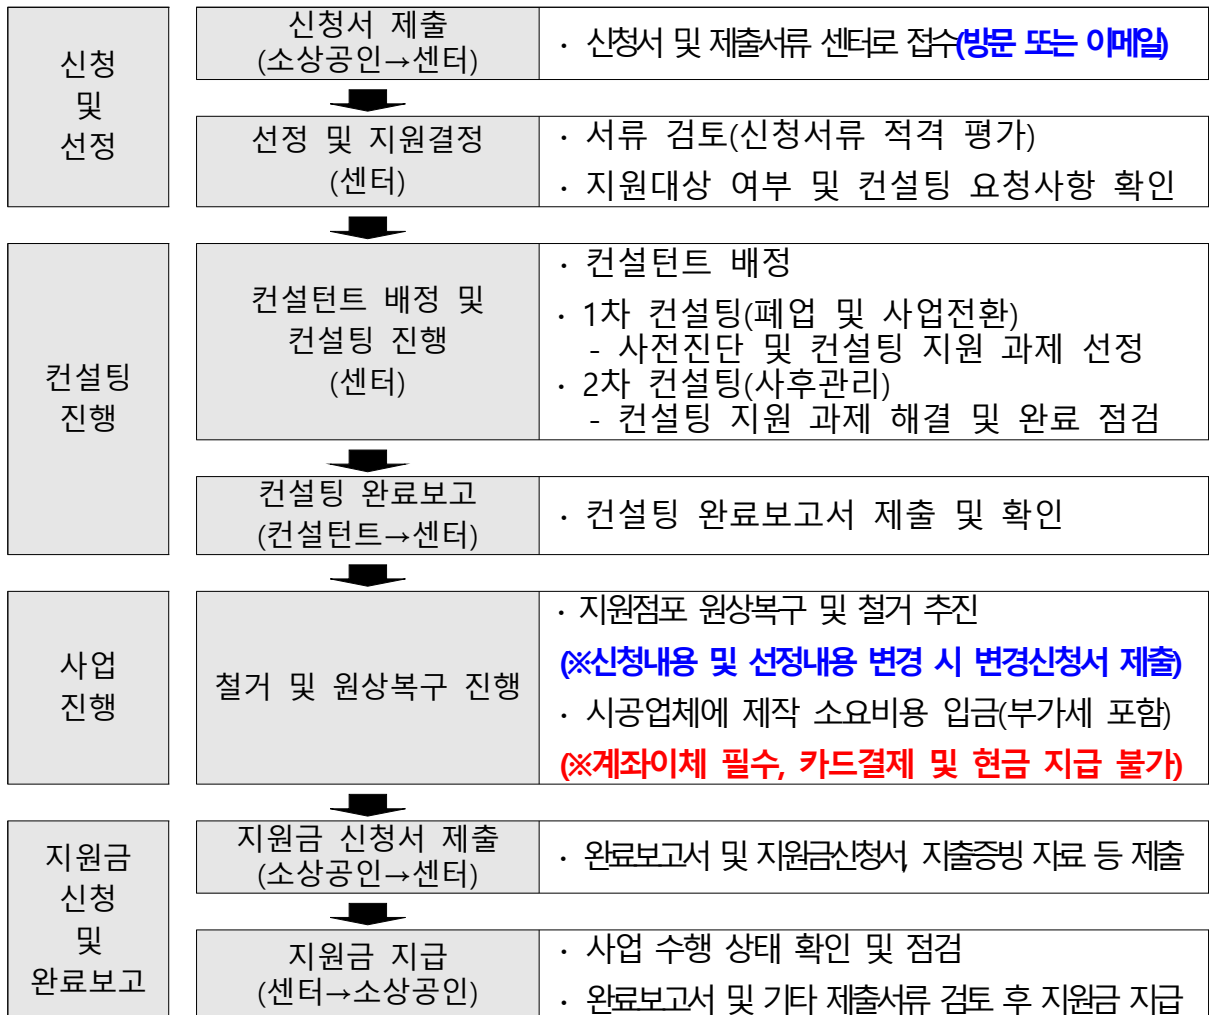 신청
및
선정
신청서 제출
(소상공인→센터)
· 신청서 및 제출서류 센터로 접수(방문 또는 이메일)
선정 및 지원결정
(센터)
· 서류 검토(신청서류 적격 평가)
· 지원대상 여부 및 컨설팅 요청사항 확인
컨설팅
진행
컨설턴트 배정 및
컨설팅 진행
(센터)
· 컨설턴트 배정
· 1차 컨설팅(폐업 및 사업전환)
- 사전진단 및 컨설팅 지원 과제 선정
· 2차 컨설팅(사후관리)
- 컨설팅 지원 과제 해결 및 완료 점검
컨설팅 완료보고
(컨설턴트→센터)
· 컨설팅 완료보고서 제출 및 확인
사업
진행
철거 및 원상복구 진행
· 지원점포 원상복구 및 철거 추진
(※신청내용 및 선정내용 변경 시 변경신청서 제출)
· 시공업체에 제작 소요비용 입금(부가세 포함)
(※계좌이체 필수, 카드결제 및 현금 지급 불가)
지원금
신청
및
완료보고
지원금 신청서 제출
(소상공인→센터)
· 완료보고서 및 지원금신청서, 지출증빙 자료 등 제출
지원금 지급
(센터→소상공인)
· 사업 수행 상태 확인 및 점검
· 완료보고서 및 기타 제출서류 검토 후 지원금 지급